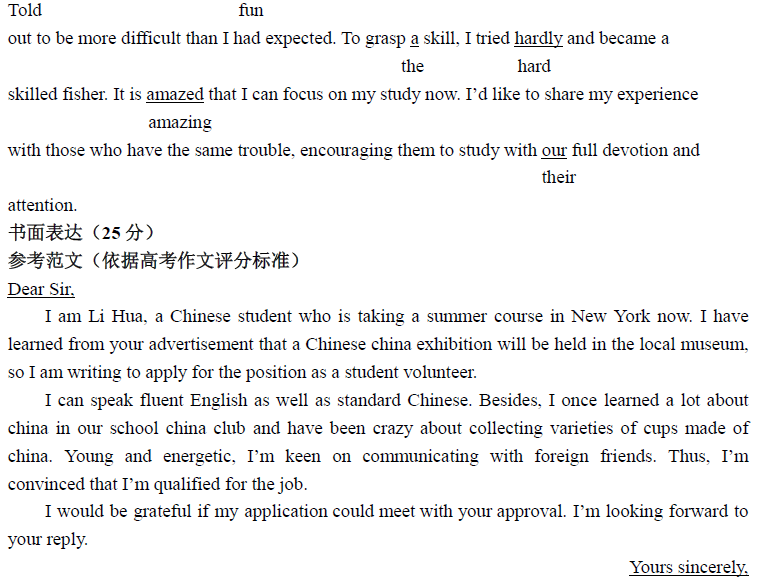 Told fun
out to be more difficult than I had expected. To grasp a skill, I tried hardly and became a
the hard
skilled fisher. It is amazed that I can focus on my study now. I’d like to share my experience
amazing
with those who have the same trouble, encouraging them to study with our full devotion and
their
attention.
书面表达（25 分）
参考范文（依据高考作文评分标准）
Dear Sir,
I am Li Hua, a Chinese student who is taking a summer course in New York now. I have
learned from your advertisement that a Chinese china exhibition will be held in the local museum,
so I am writing to apply for the position as a student volunteer.
I can speak fluent English as well as standard Chinese. Besides, I once learned a lot about
china in our school china club and have been crazy about collecting varieties of cups made of
china. Young and energetic, I’m keen on communicating with foreign friends. Thus, I’m
convinced that I’m qualified for the job.
I would be grateful if my application could meet with your approval. I’m looking forward to
your reply.
Yours sincerely,